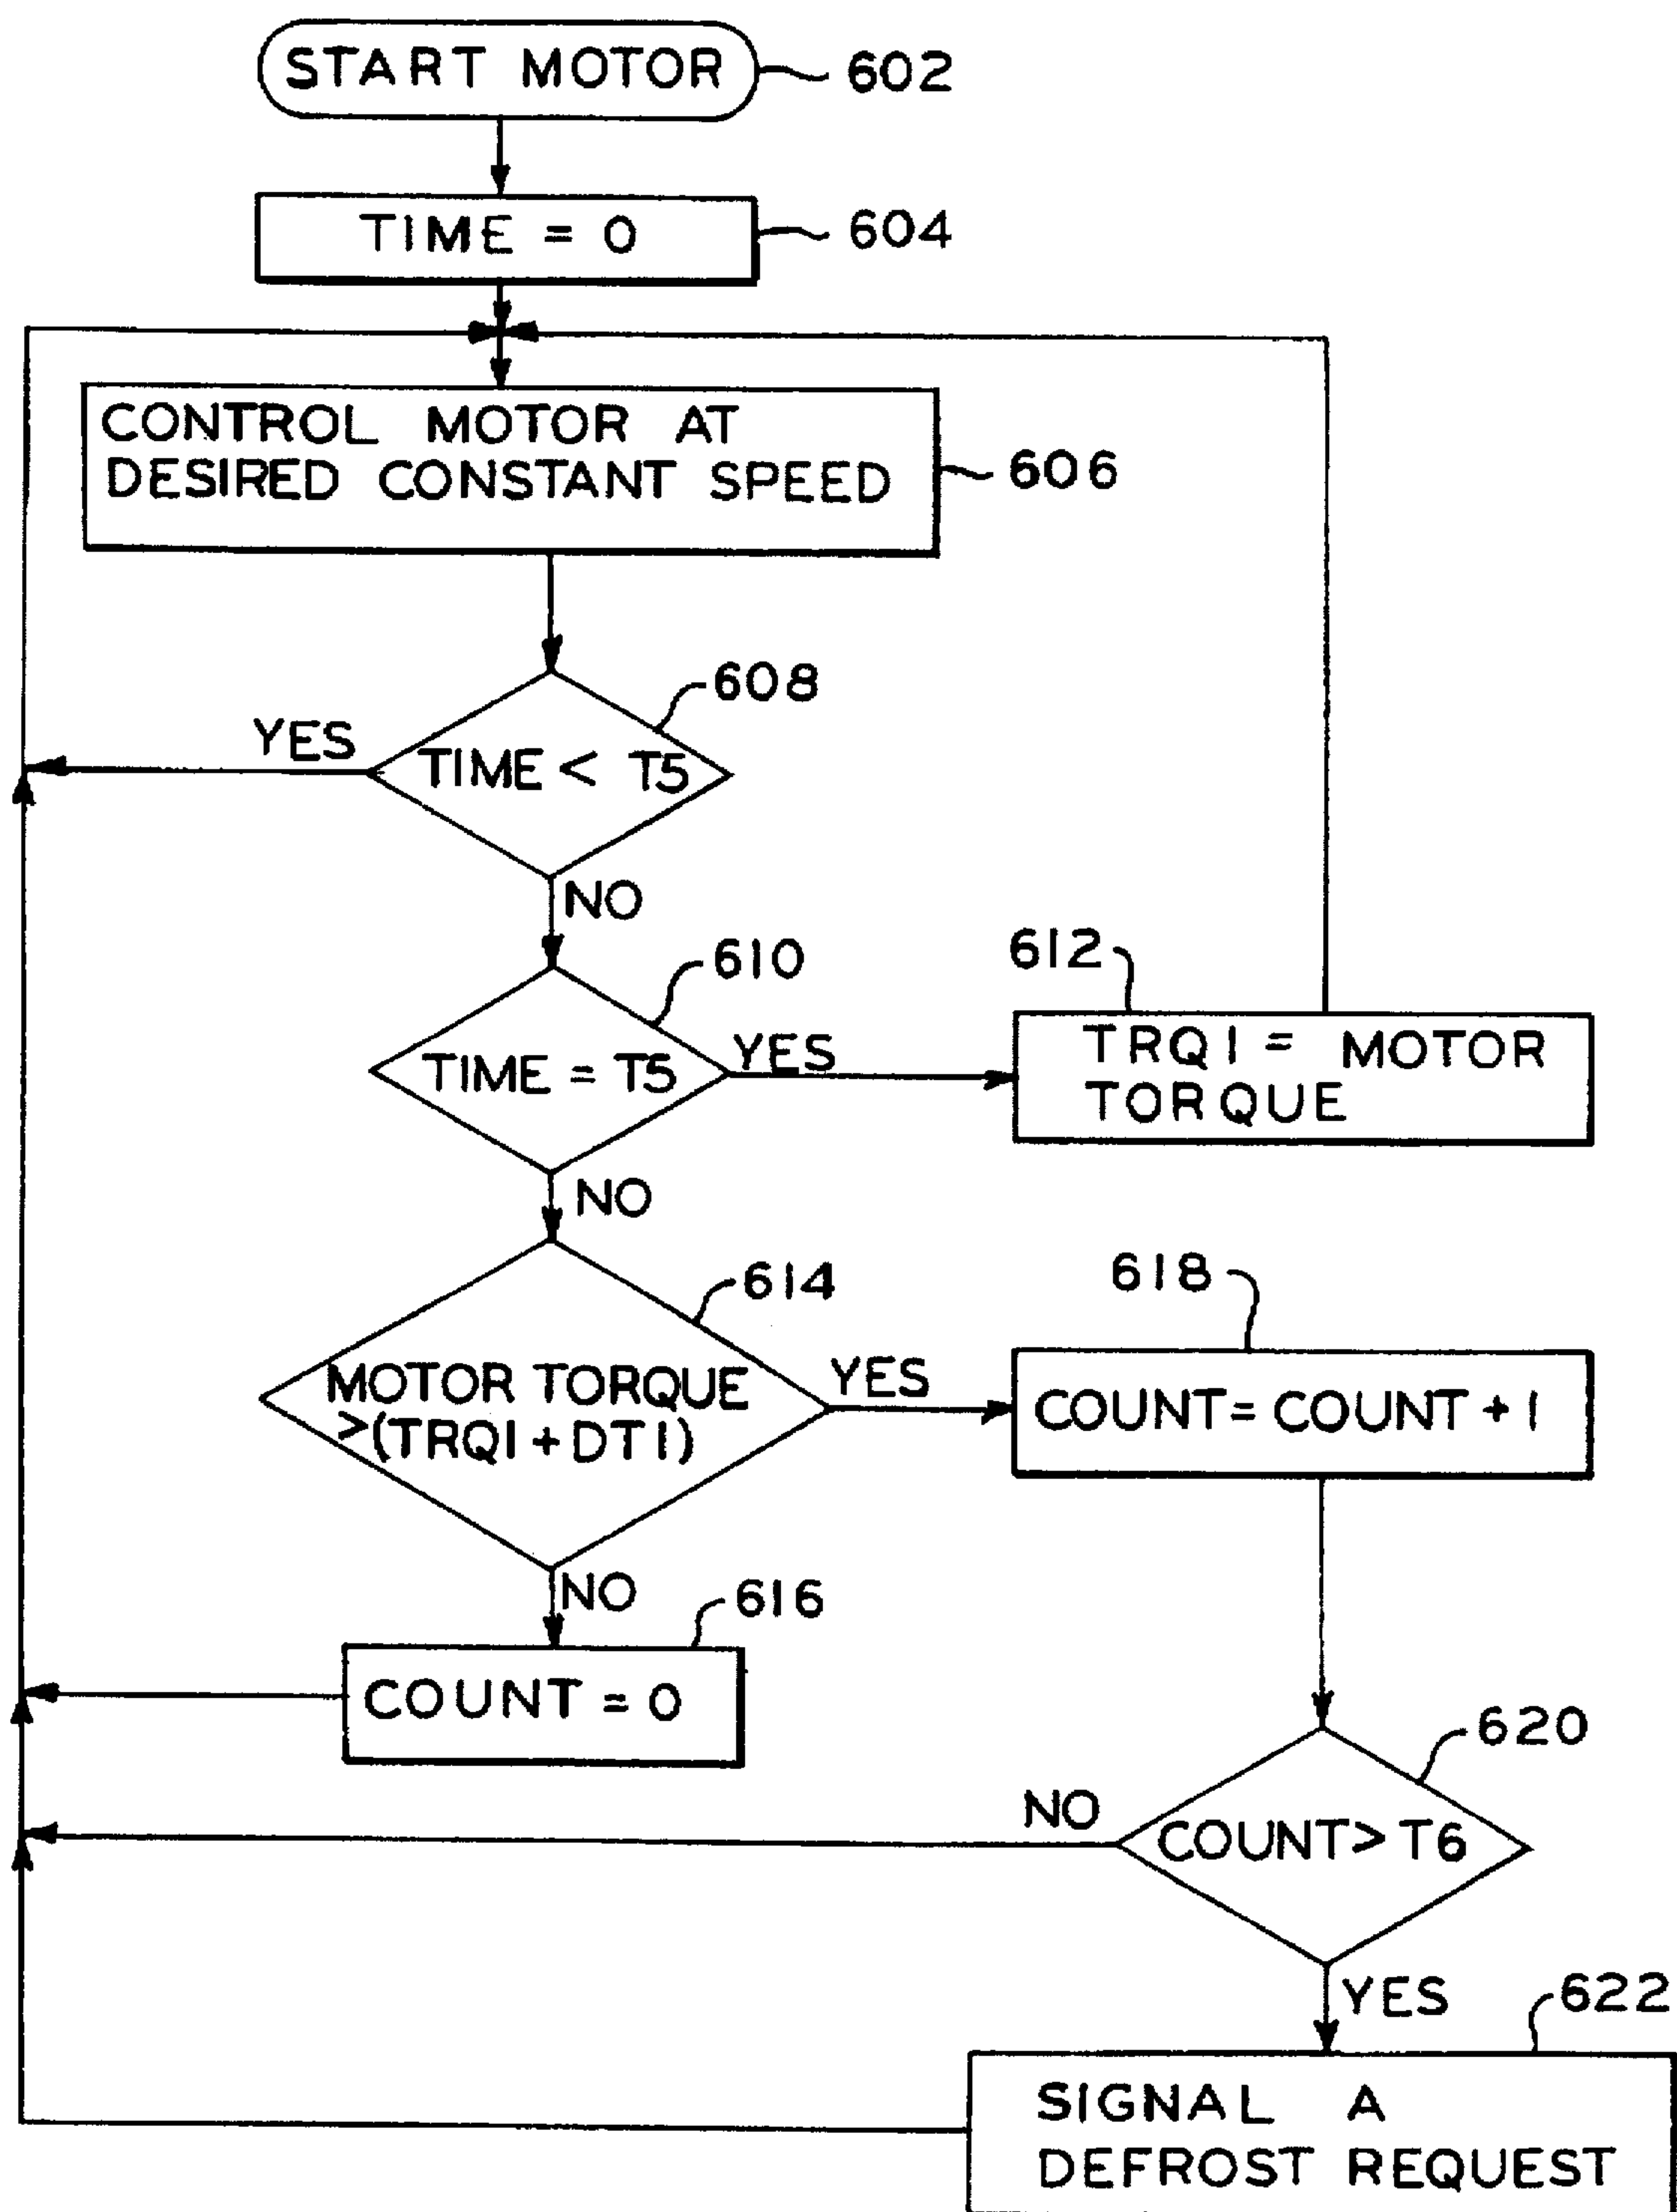 START MOTOR
602
TIME = 0
604
CONTROL MOTOR AT
DESIRED CONSTANT SPEED
606
608
YES
TIME < T5
NO
610
612
TIME = T5
YES
TRQ1 = MOTOR
TORQUE
NO
614
618
MOTOR TORQUE
>(TRQ1+DT1)
YES
COUNT=COUNT+1
NO
616
COUNT = 0
620
NO
COUNT> T6
YES
622
SIGNAL A
DEFROST REQUEST